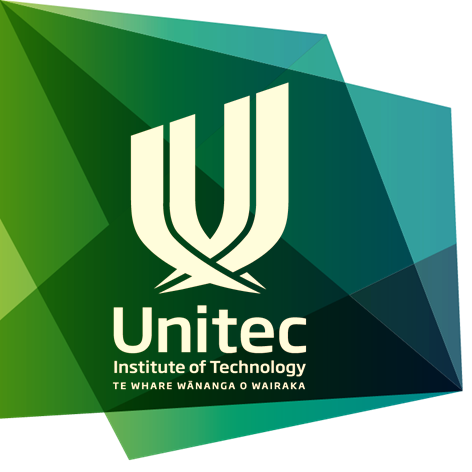 Unitec
Institute of Technology
TE WHARE WĀNANGA O WAIRAKA